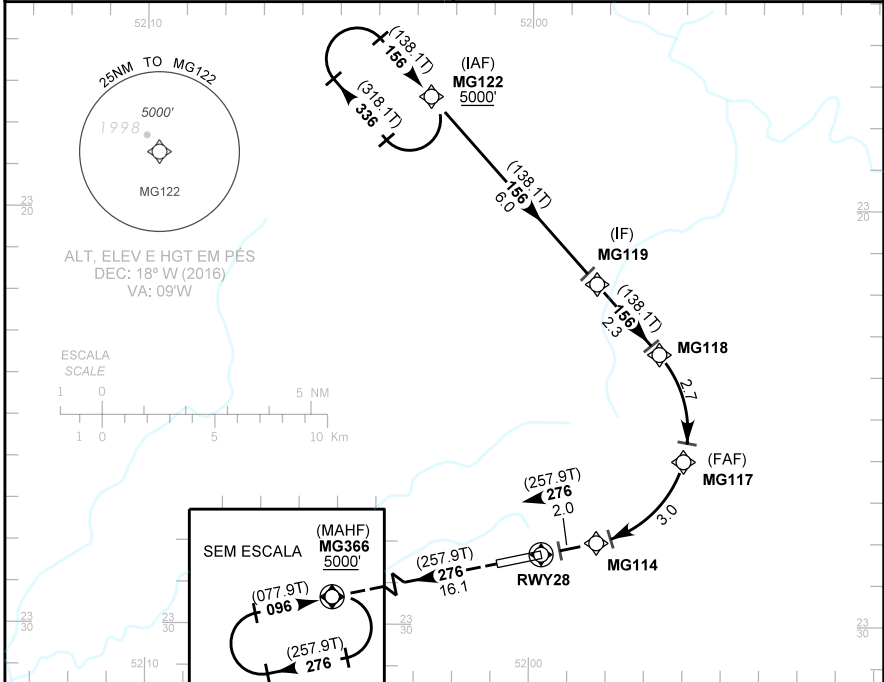 52 10
52 00
25NM TO MG122
5000'
1998
MG122
(138.1T)
156
(IAF)
MG122
5000'
(318.1T)
336
23
20
23
20
(138.1T)
156
6.0
ALT, ELEV E HGT EM PÉS
DEC: 18º W (2016)
VA: 09'W
(IF)
MG119
(138.1T)
156
2.3
MG118
ESCALA
SCALE
1 0 5 NM
1 0 5 10 Km
2.7
(FAF)
MG117
3.0
(257.9T)
276
2.0
MG114
RWY28
(257.9T)
276
16.1
SEM ESCALA
(MAHF)
MG366
5000'
(077.9T)
096
(257.9T)
276
23
30
23
30
23
30
52 10
52 00